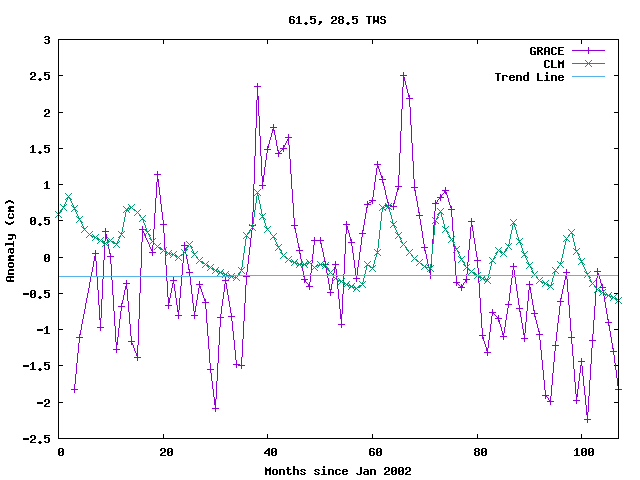 61.5, 28.5 TWS
GRACE
CLM
Trend Line
3
2.5
2
1.5
1
0.5
0
-0.5
-1
-1.5
-2
-2.5
Anomaly (cm)
0 20 40 60 80 100
Months since Jan 2002